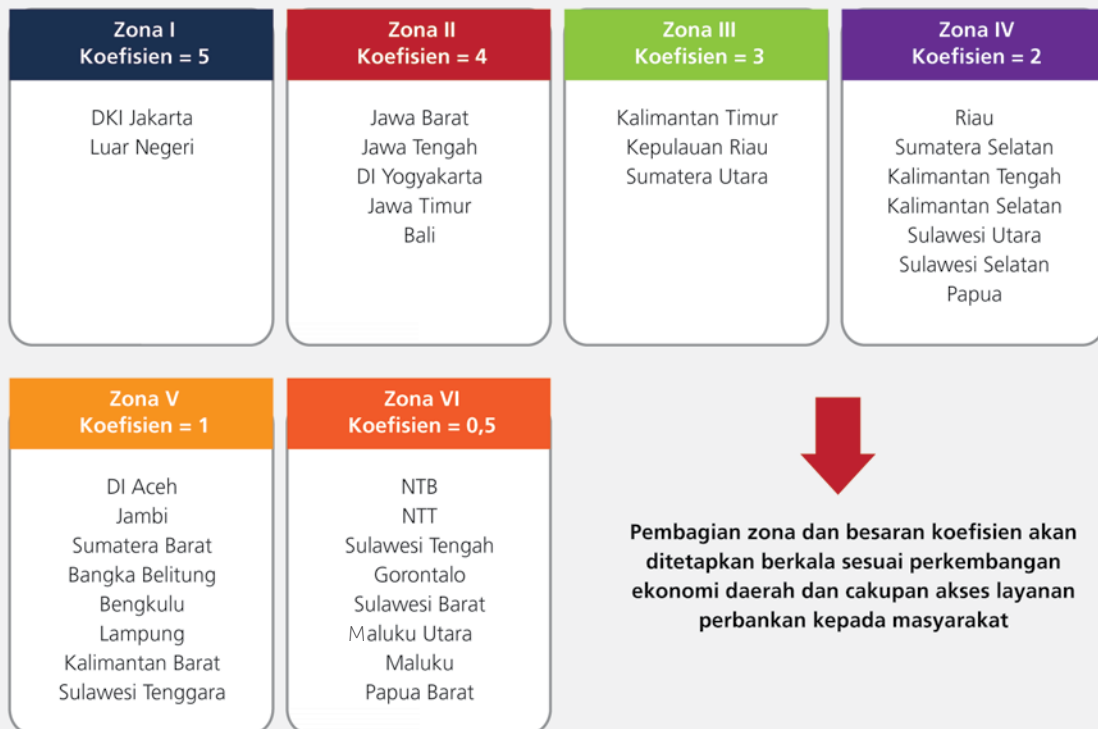 Zona I
Koefisien = 5
DKI Jakarta
Luar Negeri
Zona II
Koefisien = 4
Jawa Barat
Jawa Tengah
DI Yogyakarta
Jawa Timur
Bali
Zona III
Koefisien = 3
Kalimantan Timur
Kepulauan Riau
Sumatera Utara
Zona IV
Koefisien = 2
Riau
Sumatera Selatan
Kalimantan Tengah
Kalimantan Selatan
Sulawesi Utara
Sulawesi Selatan
Papua
Zona V
Koefisien = 1
DI Aceh
Jambi
Sumatera Barat
Bangka Belitung
Bengkulu
Lampung
Kalimantan Barat
Sulawesi Tenggara
Zona VI
Koefisien = 0,5
NTB
NTT
Sulawesi Tengah
Gorontalo
Sulawesi Barat
Maluku Utara
Maluku
Papua Barat
Pembagian zona dan besaran koefisien akan
ditetapkan berkala sesuai perkembangan
ekonomi daerah dan cakupan akses layanan
perbankan kepada masyarakat